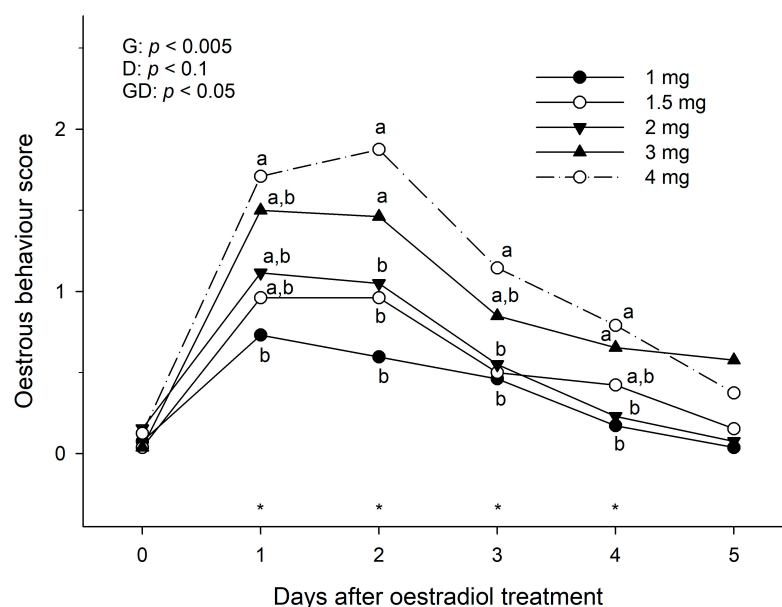 G: p < 0.005
D: p < 0.1
GD: p < 0.05
1 mg
1.5 mg
2 mg
3 mg
4 mg
Oestrous behaviour score
2
1
0
a
a
a,b
a
a,b
b
a
a,b
b
a,b
a
a
b
b
b
b
a,b
b
b
* * * *
0 1 2 3 4 5
Days after oestradiol treatment